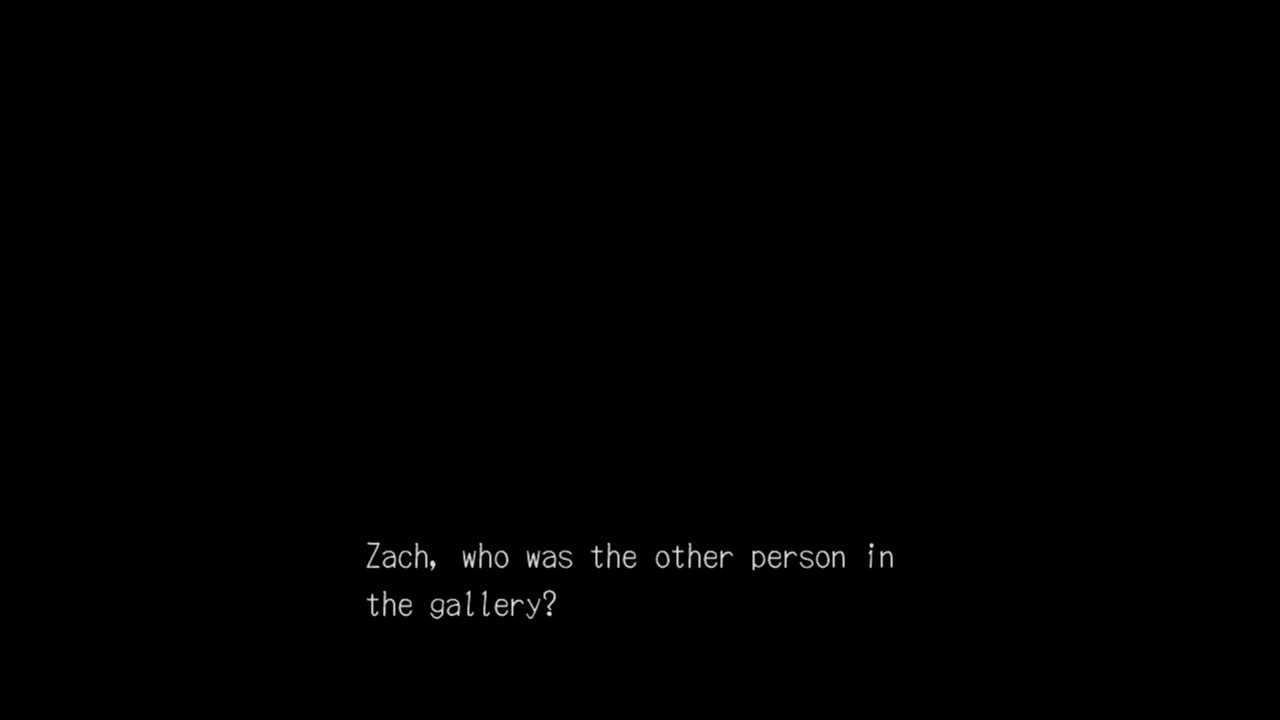 Zach, who was the other person in
the gallery?